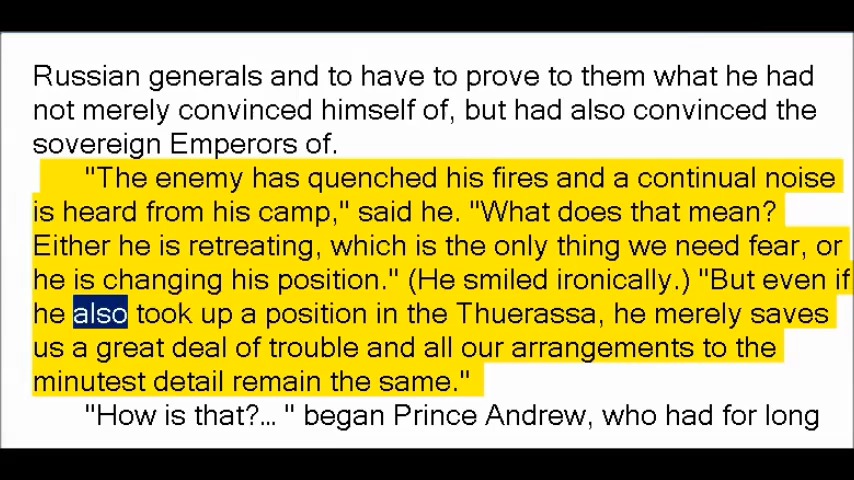 Russian generals and to have to prove to them what he had
not merely convinced himself of, but had also convinced the
sovereign Emperors of.
"The enemy has quenched his fires and a continual noise
is heard from his camp," said he. "What does that mean?
Either he is retreating, which is the only thing we need fear, or
he is changing his position." (He smiled ironically.) "But even if
he also took up a position in the Thuerassa, he merely saves
us a great deal of trouble and all our arrangements to the
minutest detail remain the same."
"How is that?... " began Prince Andrew, who had for long